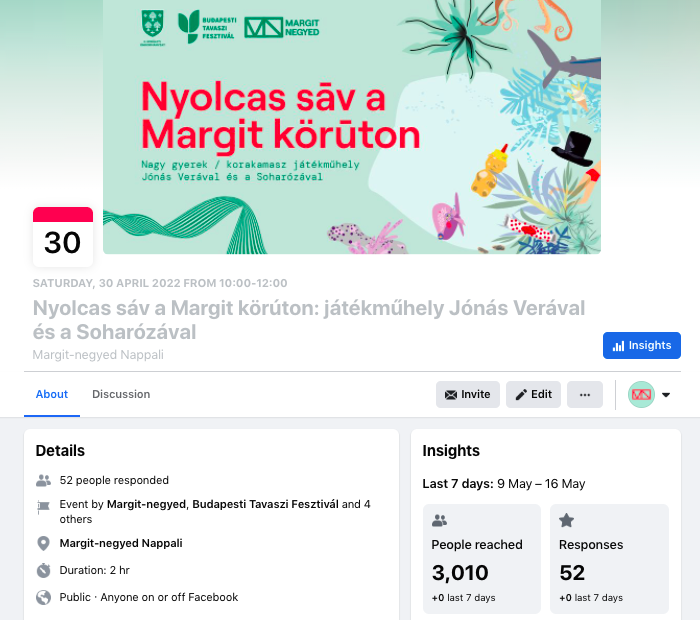 BUDAPESTI
TAVASZI
FESZTIVÁL
MARGIT
NEGYED
Nyolcas sāv a
Margit körūton
Nagy gyerek / korakamasz játékműhely
Jónás Verával és a Soharózával
30
SATURDAY, 30 APRIL 2022 FROM 10:00-12:00
Nyolcas sáv a Margit körúton: játékműhely Jónás Verával
és a Soharózával
Margit-negyed Nappali
Insights
About
Discussion
Invite
Edit
Details
52 people responded
Event by Margit-negyed, Budapesti Tavaszi Fesztivál and 4
others
Margit-negyed Nappali
Duration: 2 hr
Public · Anyone on or off Facebook
Insights
Last 7 days: 9 May – 16 May
People reached
3,010
+0 last 7 days
Responses
52
+0 last 7 days